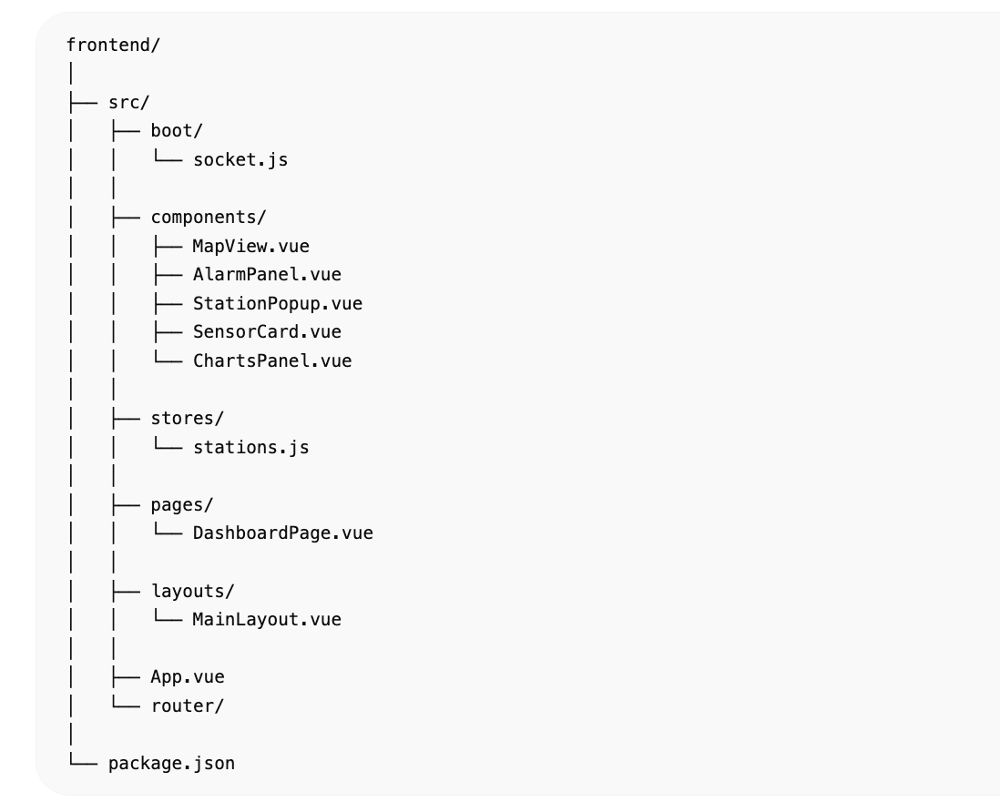 frontend/
│
├── src/
│   ├── boot/
│   │   └── socket.js
│   │
│   ├── components/
│   │   ├── MapView.vue
│   │   ├── AlarmPanel.vue
│   │   ├── StationPopup.vue
│   │   ├── SensorCard.vue
│   │   └── ChartsPanel.vue
│   │
│   ├── stores/
│   │   └── stations.js
│   │
│   ├── pages/
│   │   └── DashboardPage.vue
│   │
│   ├── layouts/
│   │   └── MainLayout.vue
│   │
│   ├── App.vue
│   └── router/
│
└── package.json